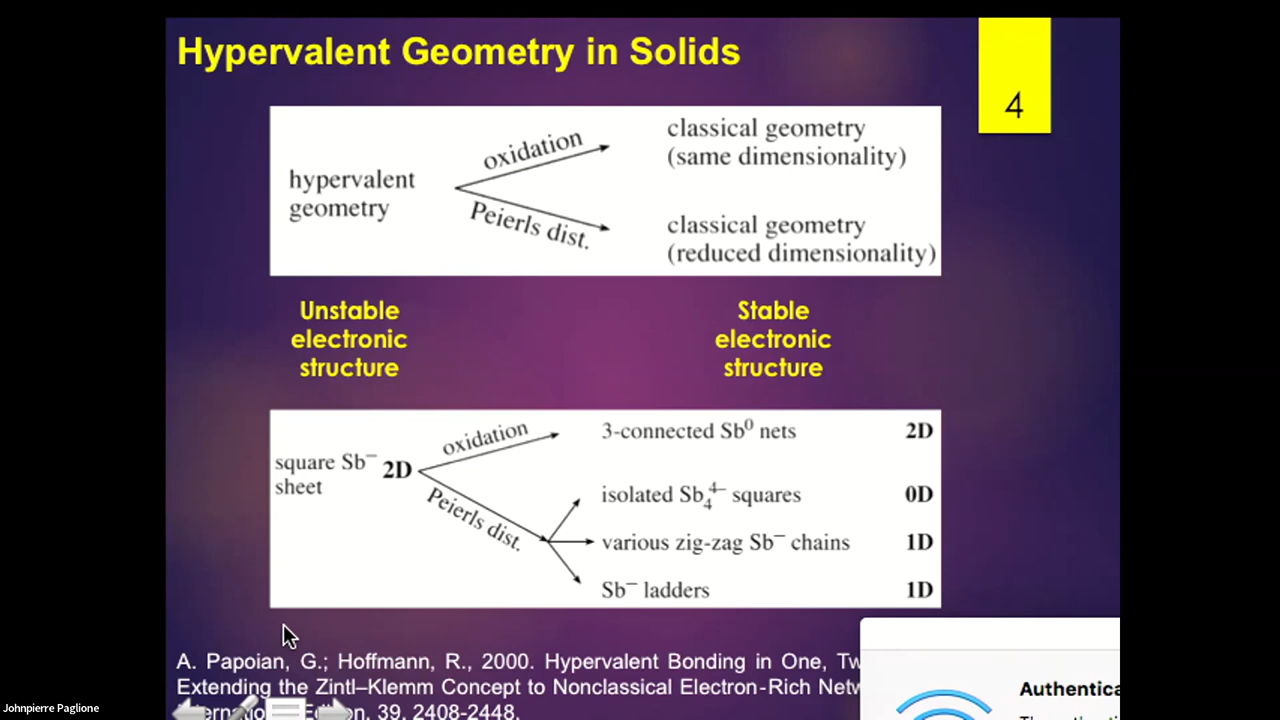 Hypervalent Geometry in Solids
4
hypervalent
geometry
oxidation
Peierls dist.
classical geometry
(same dimensionality)
classical geometry
(reduced dimensionality)
Unstable
electronic
structure
Stable
electronic
structure
square Sb⁻ 2D
sheet
oxidation
Peierls dist.
3-connected Sb⁰ nets 2D
isolated Sb₄⁴⁻ squares 0D
various zig-zag Sb⁻ chains 1D
Sb⁻ ladders 1D
A. Papoian, G.; Hoffmann, R., 2000. Hypervalent Bonding in One,
Extending the Zintl–Klemm Concept to Nonclassical Electron-Rich
39, 2408-2448.
Authentica
Johnpierre Paglione